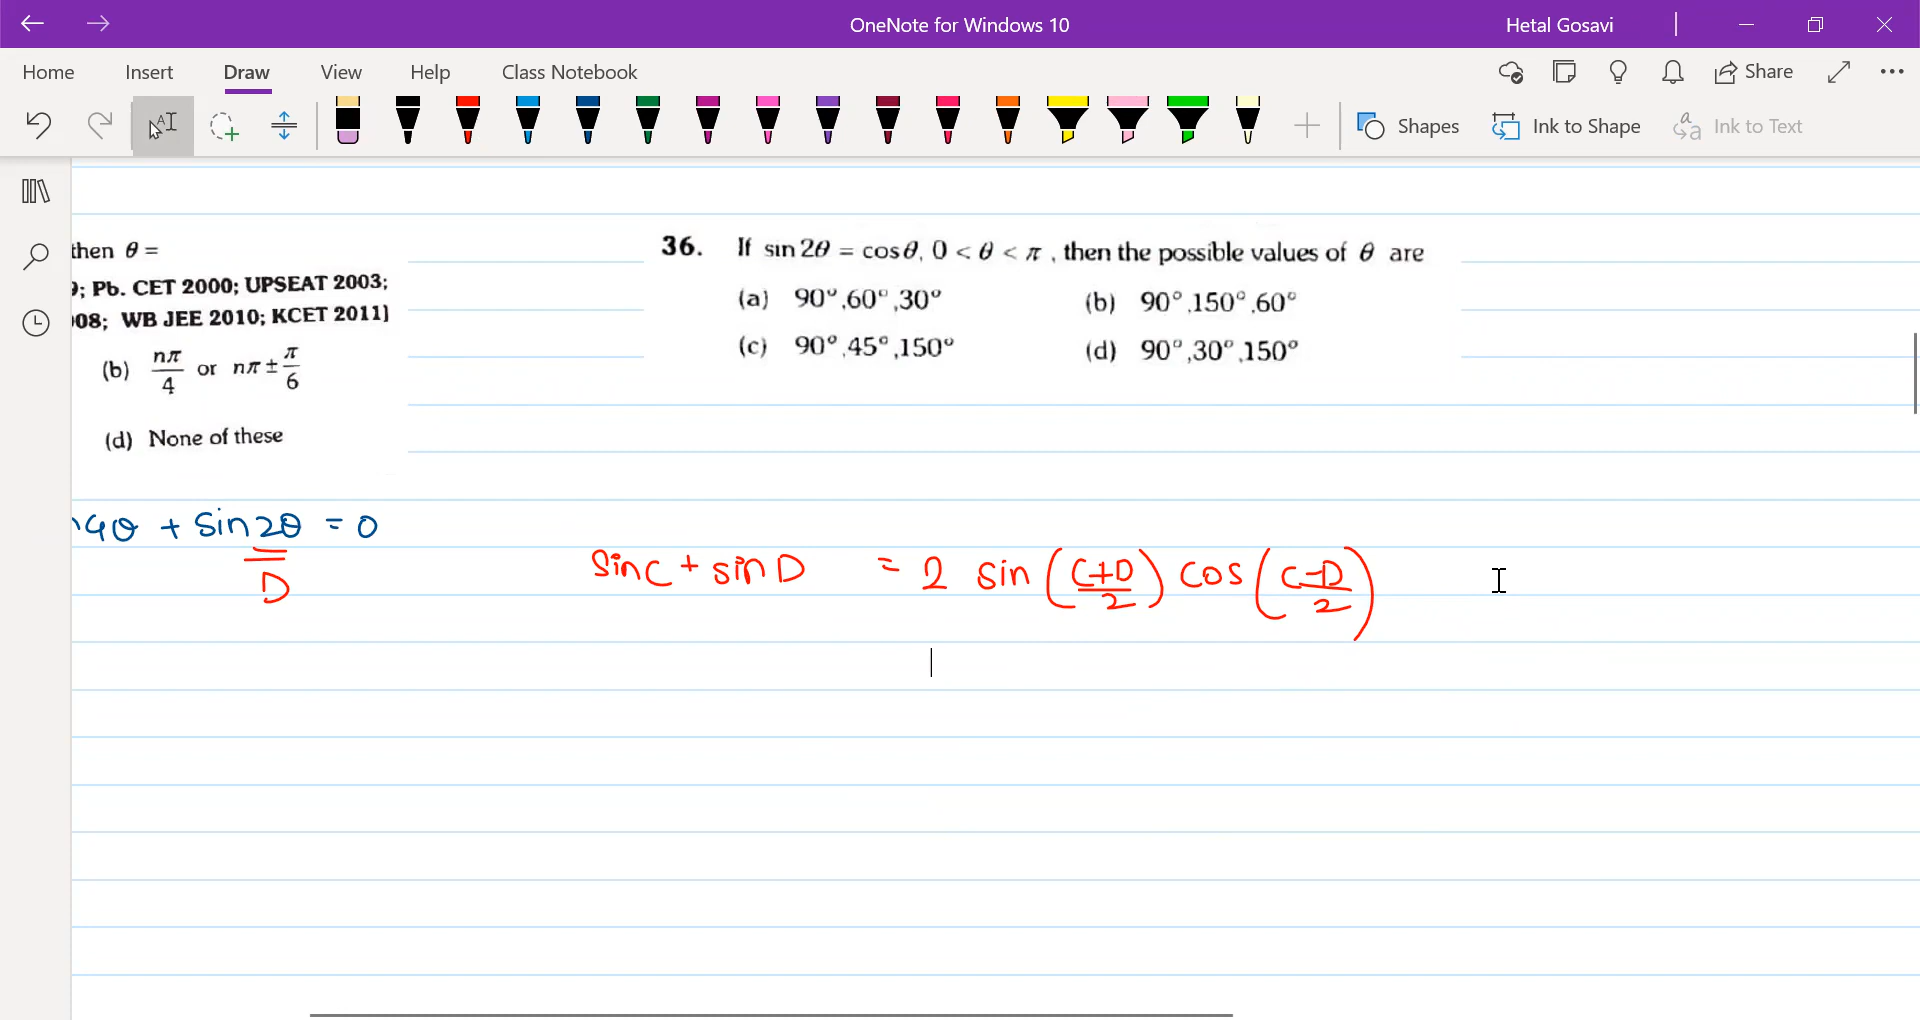 OneNote for Windows 10
Hetal Gosavi
Home Insert Draw View Help Class Notebook
Share
Shapes
Ink to Shape
Ink to Text
then θ =
; Pb. CET 2000; UPSEAT 2003;
08; WB JEE 2010; KCET 2011]
(b) nπ/4 or nπ ± π/6
(d) None of these
36. If sin 2θ = cos θ, 0 < θ < π , then the possible values of θ are
(a) 90°,60°,30° (b) 90°,150°,60°
(c) 90°,45°,150° (d) 90°,30°,150°
4θ + sin2θ = 0
D
sinC + sin D = 2 sin (C+D/2) cos (C-D/2)